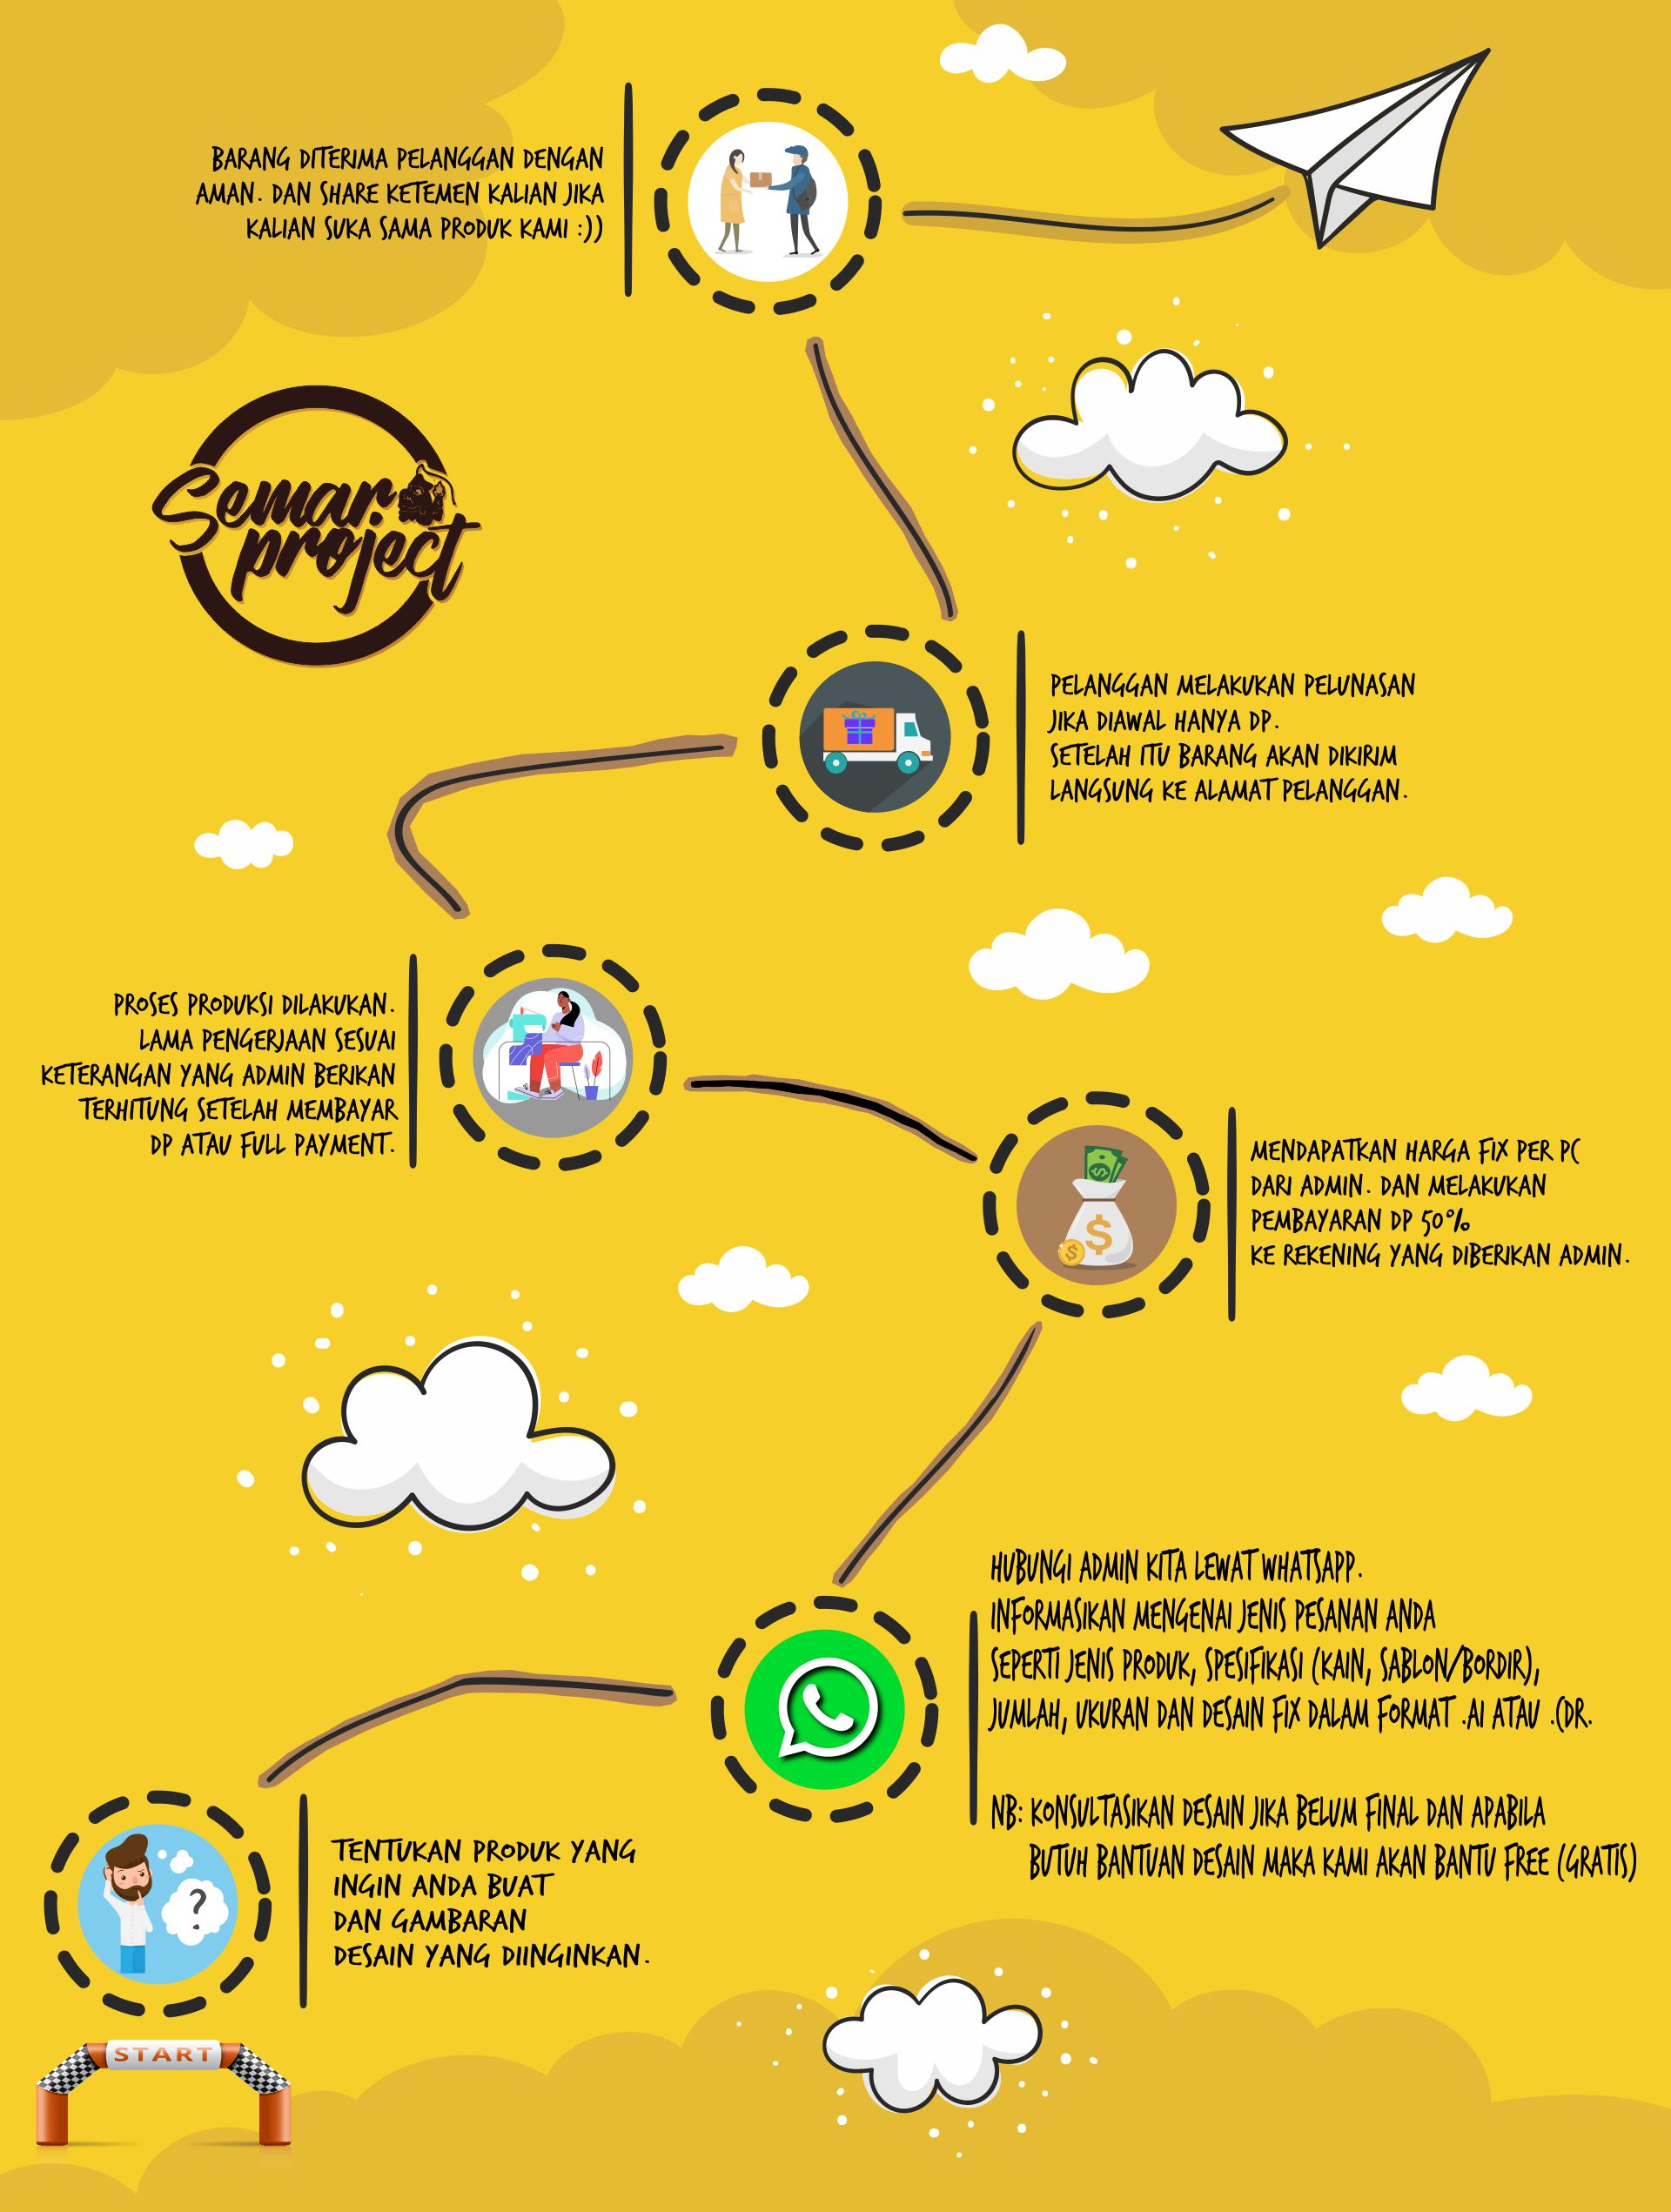 BARANG DITERIMA PELANGGAN DENGAN
AMAN. DAN SHARE KETEMEN KALIAN JIKA
KALIAN SUKA SAMA PRODUK KAMI :))
Semar
project
PELANGGAN MELAKUKAN PELUNASAN
JIKA DIAWAL HANYA DP.
SETELAH ITU BARANG AKAN DIKIRIM
LANGSUNG KE ALAMAT PELANGGAN.
PROSES PRODUKSI DILAKUKAN.
LAMA PENGERJAAN SESUAI
KETERANGAN YANG ADMIN BERIKAN
TERHITUNG SETELAH MEMBAYAR
DP ATAU FULL PAYMENT.
MENDAPATKAN HARGA FIX PER PC
DARI ADMIN. DAN MELAKUKAN
PEMBAYARAN DP 50%
KE REKENING YANG DIBERIKAN ADMIN.
HUBUNGI ADMIN KITA LEWAT WHATSAPP.
INFORMASIKAN MENGENAI JENIS PESANAN ANDA
SEPERTI JENIS PRODUK, SPESIFIKASI (KAIN, SABLON/BORDIR),
JUMLAH, UKURAN DAN DESAIN FIX DALAM FORMAT .AI ATAU .CDR.
NB: KONSULTASIKAN DESAIN JIKA BELUM FINAL DAN APABILA
BUTUH BANTUAN DESAIN MAKA KAMI AKAN BANTU FREE (GRATIS)
TENTUKAN PRODUK YANG
INGIN ANDA BUAT
DAN GAMBARAN
DESAIN YANG DIINGINKAN.
START